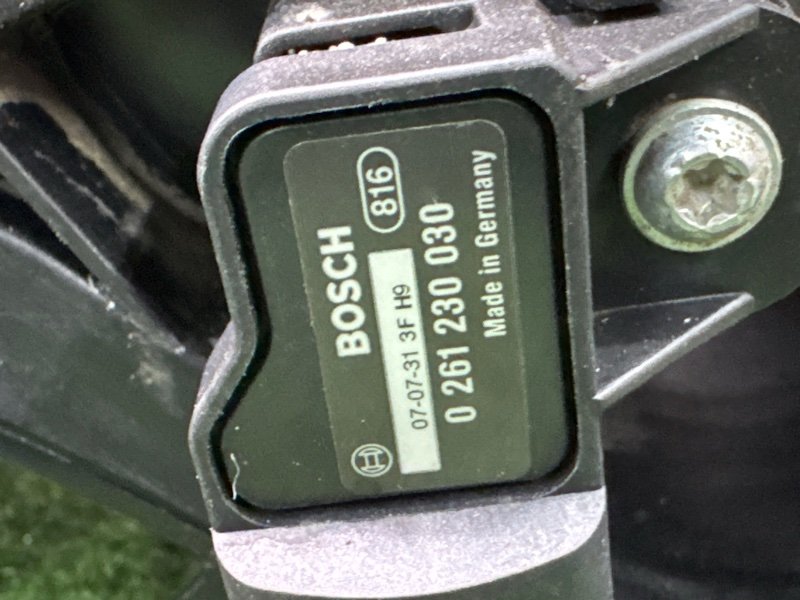 BOSCH 816
07-07-31 3F H9
0 261 230 030
Made in Germany